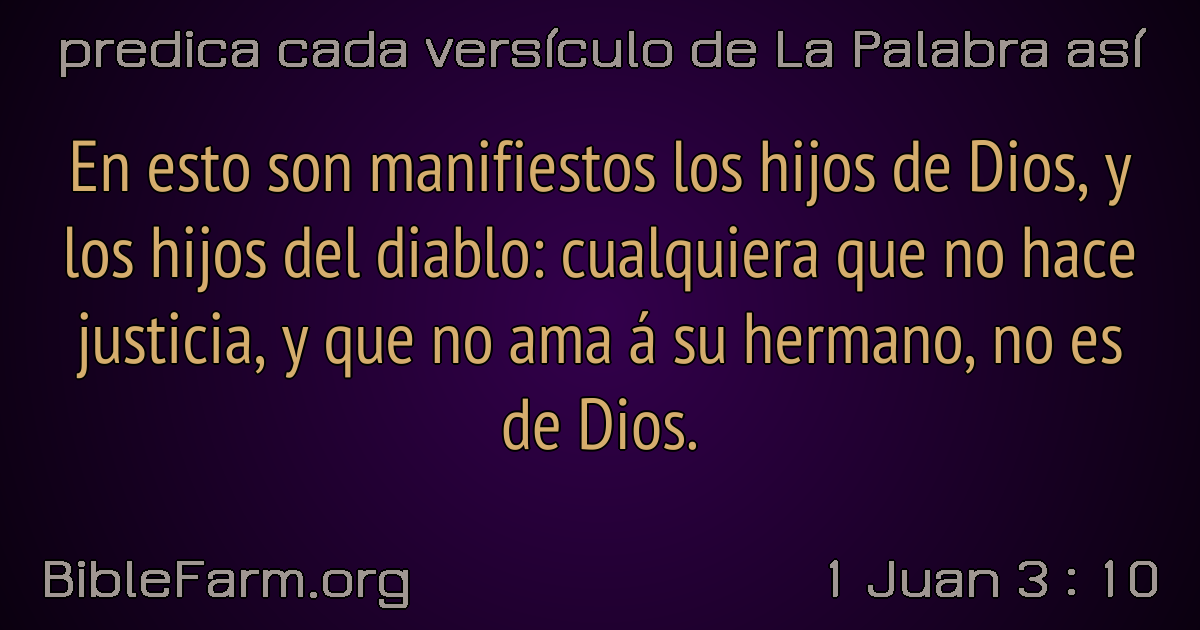 predica cada versículo de La Palabra así
En esto son manifiestos los hijos de Dios, y
los hijos del diablo: cualquiera que no hace
justicia, y que no ama á su hermano, no es
de Dios.
BibleFarm.org
1 Juan 3 : 10